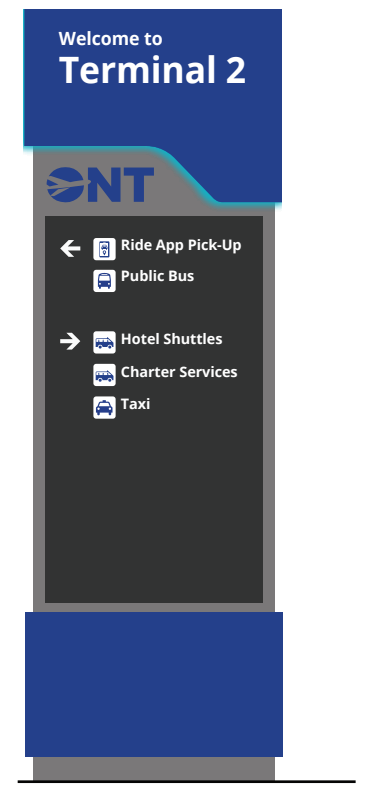 Welcome to
Terminal 2
ONT
Ride App Pick-Up
Public Bus
Hotel Shuttles
Charter Services
Taxi